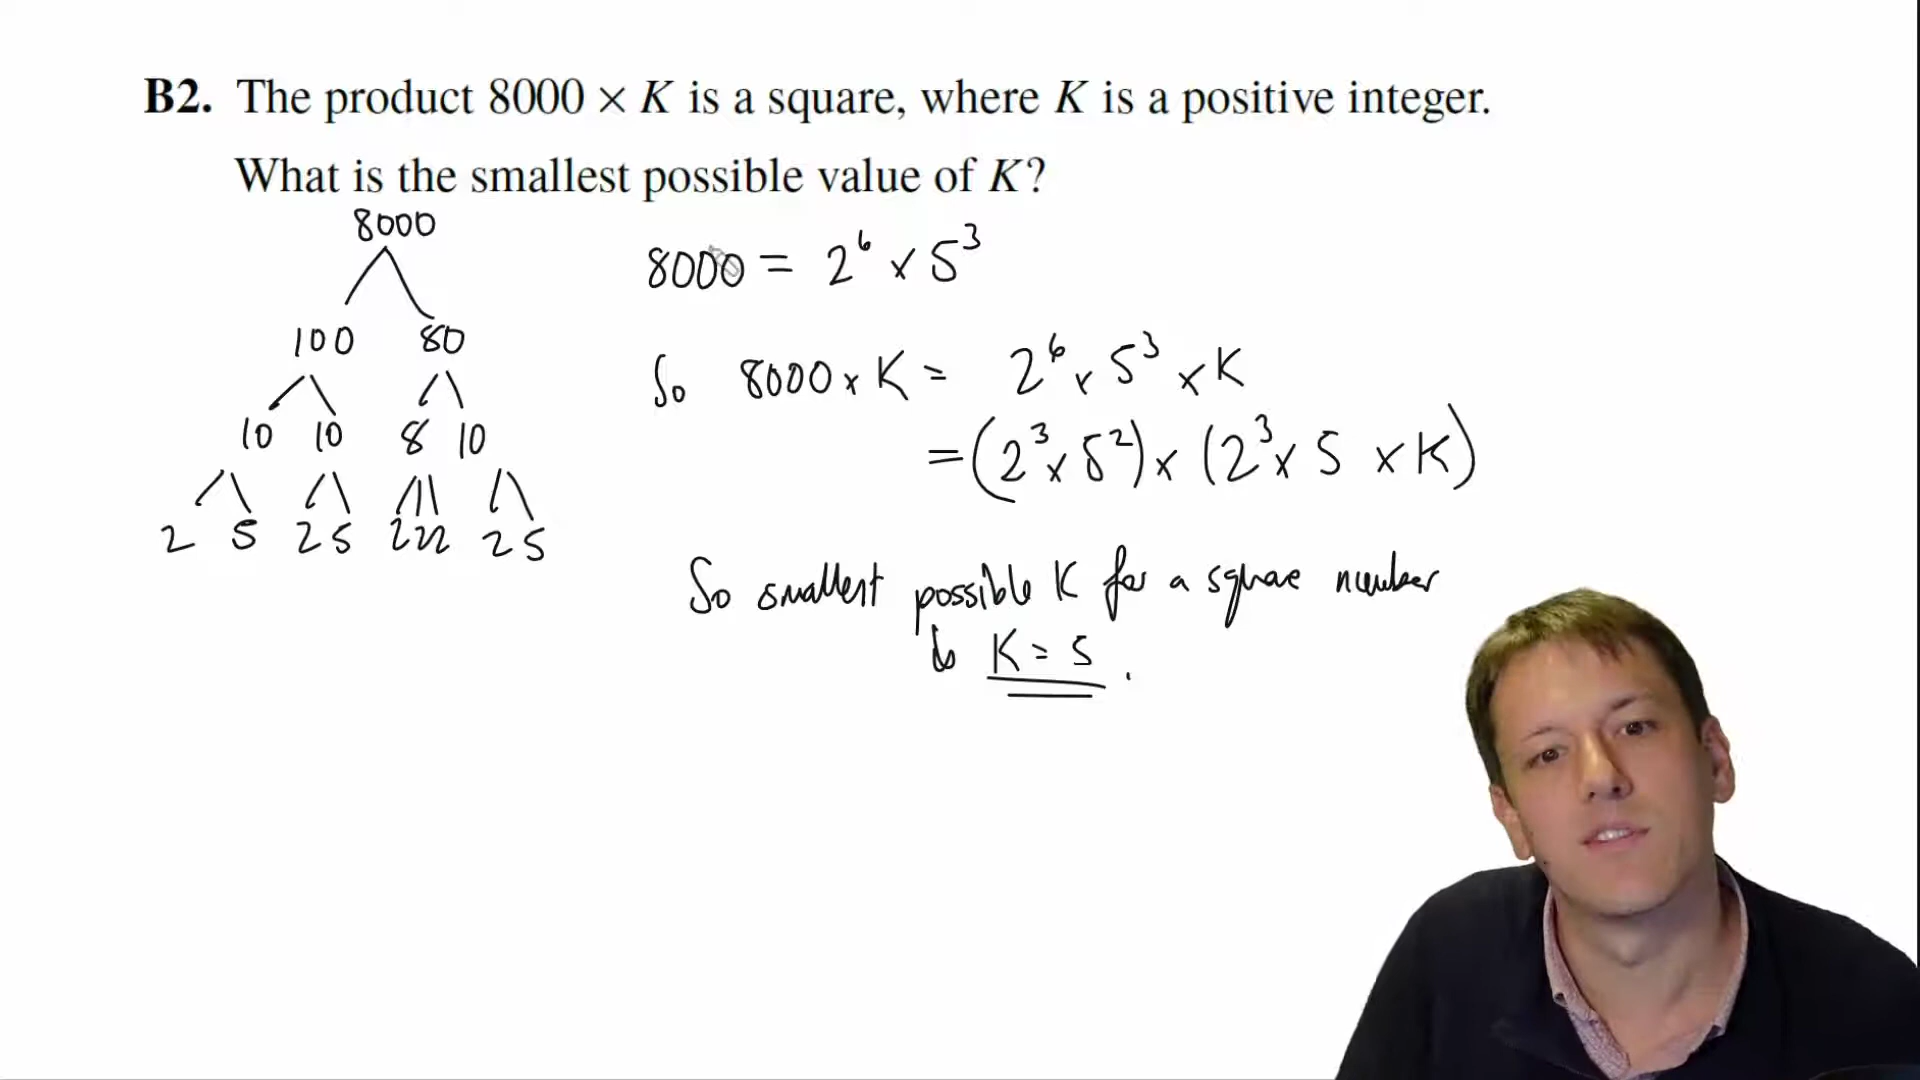 B2. The product 8000 × K is a square, where K is a positive integer.
What is the smallest possible value of K?
8000
100 80
10 10 8 10
2 5 2 5 2 2 2 2 5
8000 = 2⁶ × 5³
So 8000 × K = 2⁶ × 5³ × K
= (2³ × 5²) × (2³ × 5 × K)
So smallest possible K for a square number
is K = 5.